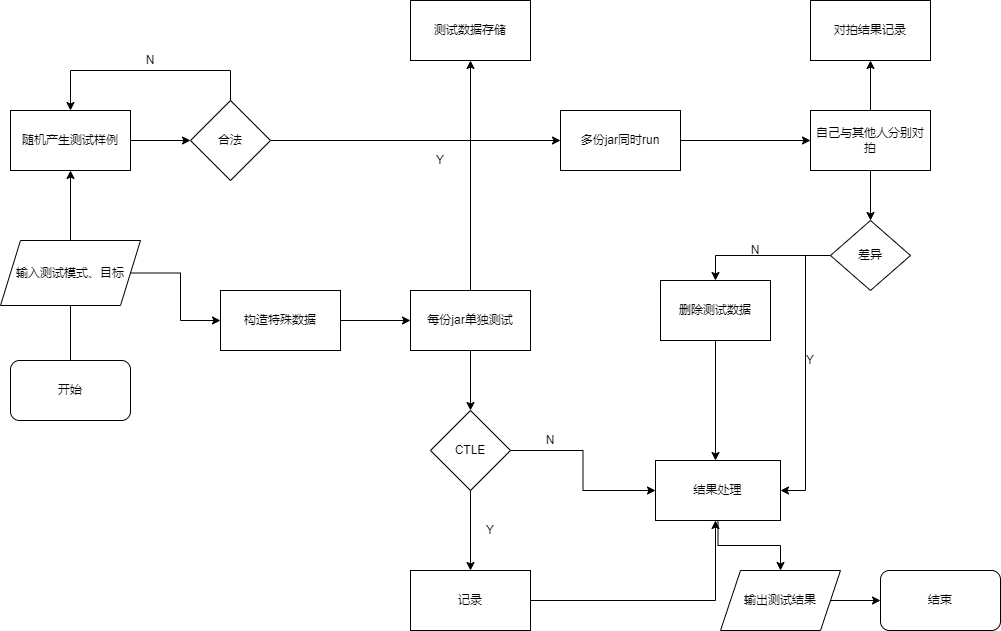 测试数据存储
对拍结果记录
N
随机产生测试样例
合法
多份jar同时run
自己与其他人分别对
拍
Y
输入测试模式、目标
N
差异
构造特殊数据
每份jar单独测试
删除测试数据
Y
开始
CTLE
N
结果处理
Y
记录
输出测试结果
结束